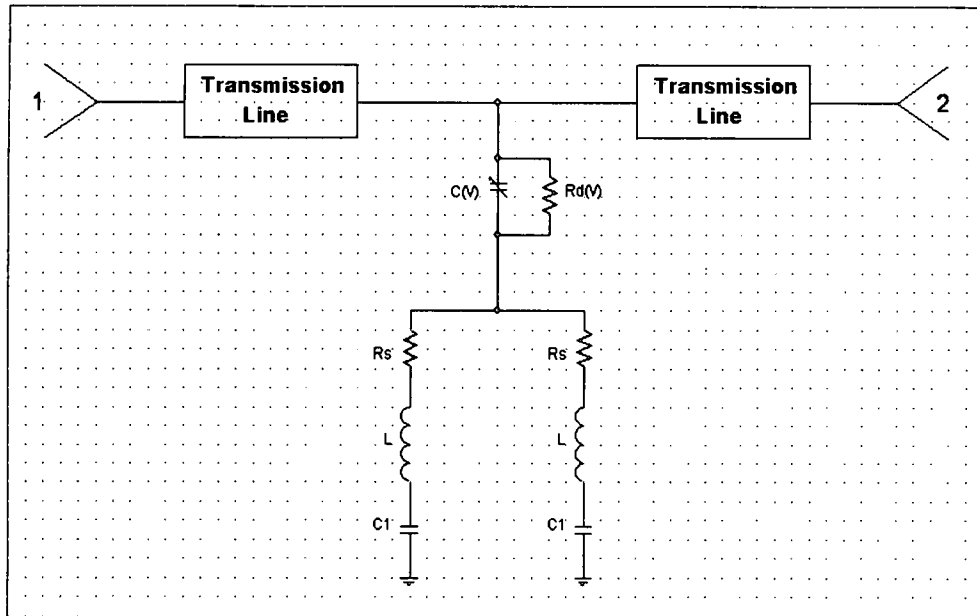 Transmission
Line
Transmission
Line
1
2
C(V)
Rd(V)
Rs
Rs
L
L
C1
C1